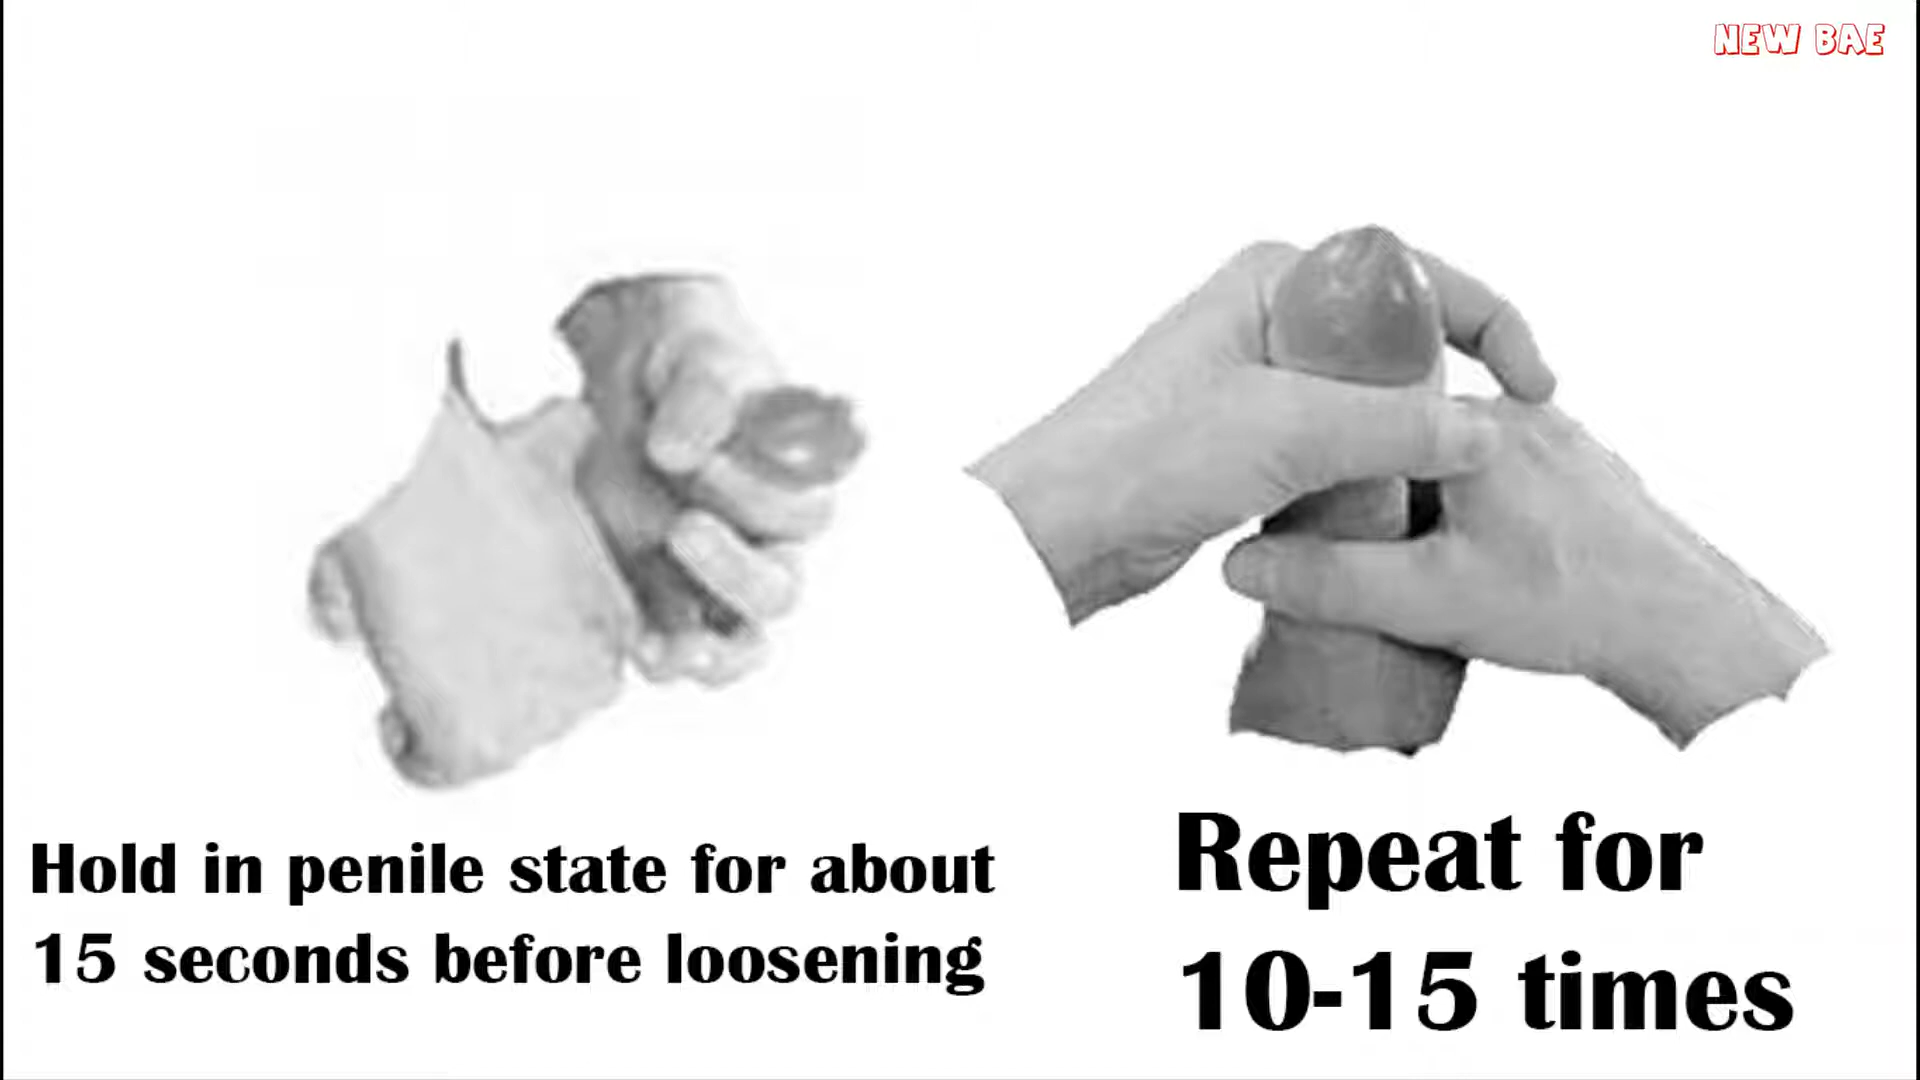 NEW BAE
Hold in penile state for about
15 seconds before loosening
Repeat for
10-15 times